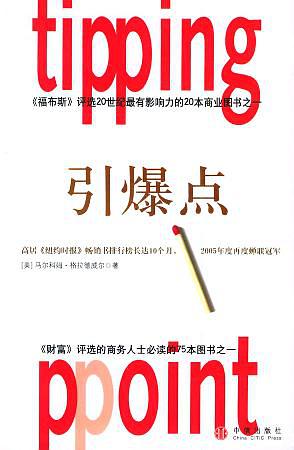 tipping
《福布斯》评选20世纪最有影响力的20本商业图书之一
引爆点
高居《纽约时报》畅销书排行榜长达10个月，2005年度再度蝉联冠军
[美] 马尔科姆·格拉德威尔 著
《财富》评选的商务人士必读的75本图书之一
ppoint
中信出版社
China CITIC Press